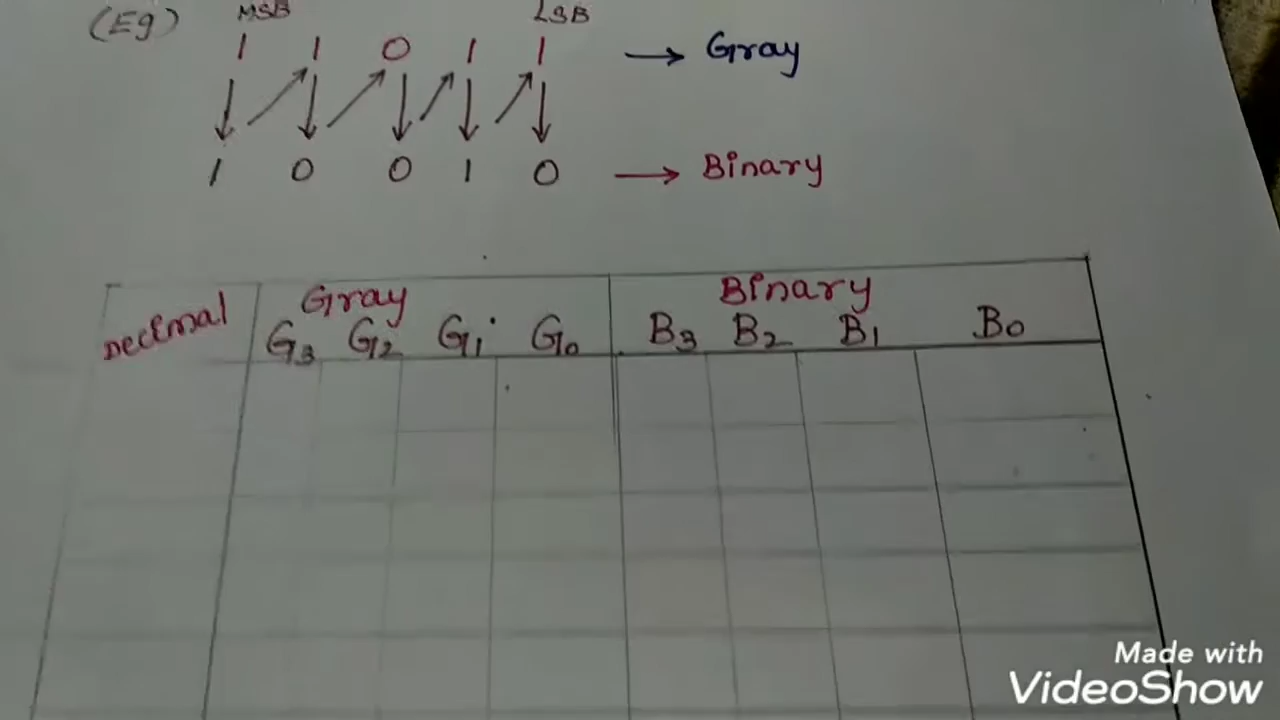 (Eg) MSB LSB
1 1 0 1 1 → Gray
1 0 0 1 0 → Binary
Decimal Gray Binary
G3 G2 G1 G0 B3 B2 B1 B0
Made with
VideoShow